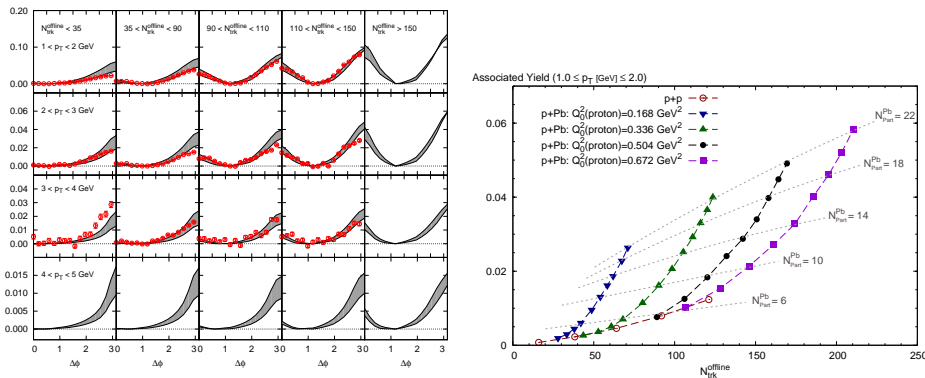 N_trk^offline < 35
35 < N_trk^offline < 90
90 < N_trk^offline < 110
110 < N_trk^offline < 150
N_trk^offline > 150
1 < p_T < 2 GeV
0.20
0.10
0.00
2 < p_T < 3 GeV
0.06
0.04
0.02
0.00
3 < p_T < 4 GeV
0.04
0.03
0.02
0.01
0.00
4 < p_T < 5 GeV
0.015
0.010
0.005
0.000
0 1 2 3 0 1 2 3 0 1 2 3 0 1 2 3 0 1 2 3
Δϕ Δϕ Δϕ Δϕ Δϕ
Associated Yield (1.0 ≤ p_T [GeV] ≤ 2.0)
p+p
p+Pb: Q_0^2(proton)=0.168 GeV^2
p+Pb: Q_0^2(proton)=0.336 GeV^2
p+Pb: Q_0^2(proton)=0.504 GeV^2
p+Pb: Q_0^2(proton)=0.672 GeV^2
N_Part^Pb = 22
N_Part^Pb = 18
N_Part^Pb = 14
N_Part^Pb = 10
N_Part^Pb = 6
0.06
0.04
0.02
0
0 50 100 150 200 250
N_trk^offline